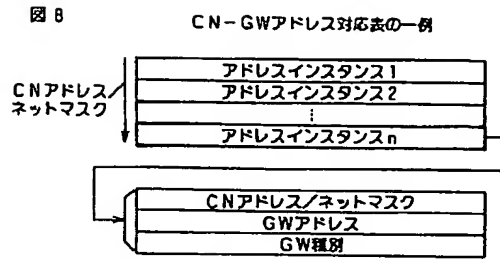 図8
CN-GWアドレス対応表の一例
CNアドレス/
ネットマスク
アドレスインスタンス1
アドレスインスタンス2
⋮
アドレスインスタンスn
CNアドレス/ネットマスク
GWアドレス
GW種別